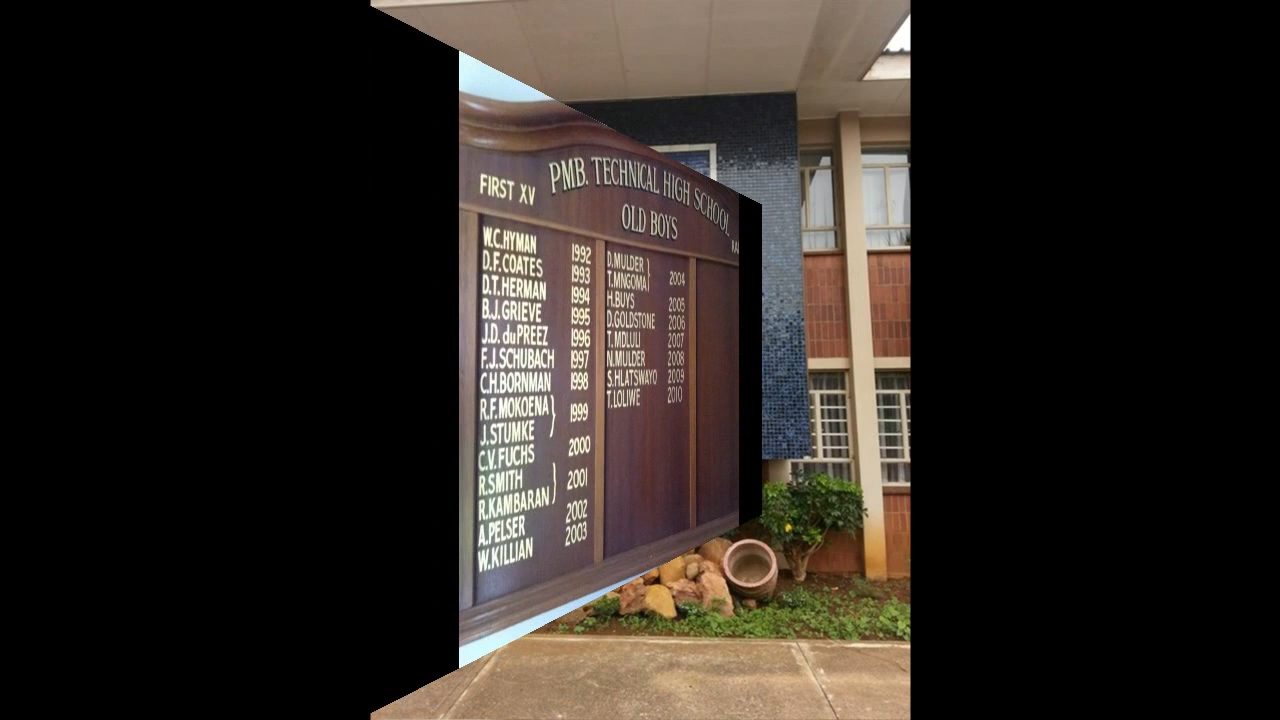 PMB. TECHNICAL HIGH SCHOOL
OLD BOYS
FIRST XV
W.C.HYMAN 1992
D.F.COATES 1993
D.T.HERMAN 1994
B.J.GRIEVE 1995
J.D. duPREEZ 1996
F.J.SCHUBACH 1997
C.H.BORNMAN 1998
R.F.MOKOENA
J.STUMKE } 1999
C.V.FUCHS 2000
R.SMITH
R.KAMBARAN } 2001
A.PELSER 2002
W.KILLIAN 2003
D.MULDER
T.MNGOMA } 2004
H.BUYS 2005
D.GOLDSTONE 2006
T.MDLULI 2007
N.MULDER 2008
S.HLATSWAYO 2009
T.LOLIWE 2010